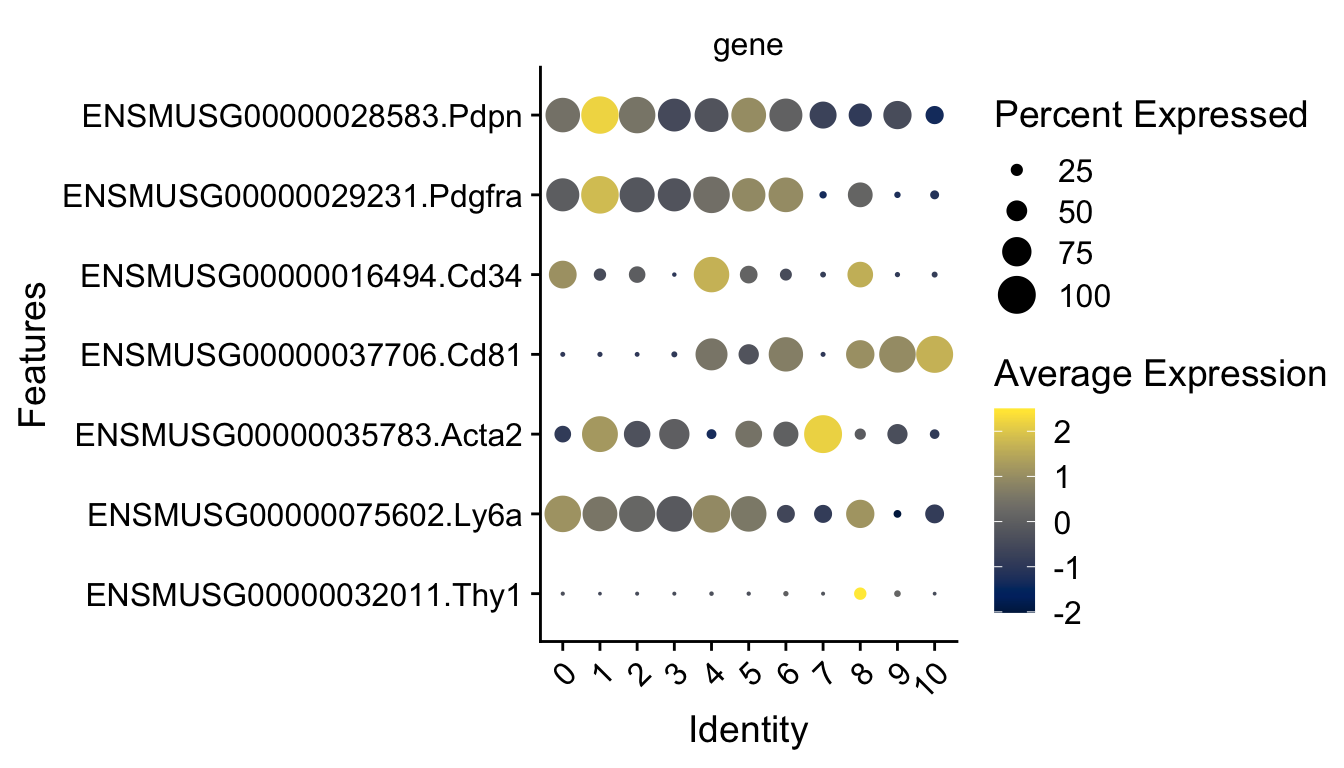 gene
Features
ENSMUSG00000028583.Pdpn
ENSMUSG00000029231.Pdgfra
ENSMUSG00000016494.Cd34
ENSMUSG00000037706.Cd81
ENSMUSG00000035783.Acta2
ENSMUSG00000075602.Ly6a
ENSMUSG00000032011.Thy1
0 1 2 3 4 5 6 7 8 9 10
Identity
Percent Expressed
25
50
75
100
Average Expression
2
1
0
-1
-2